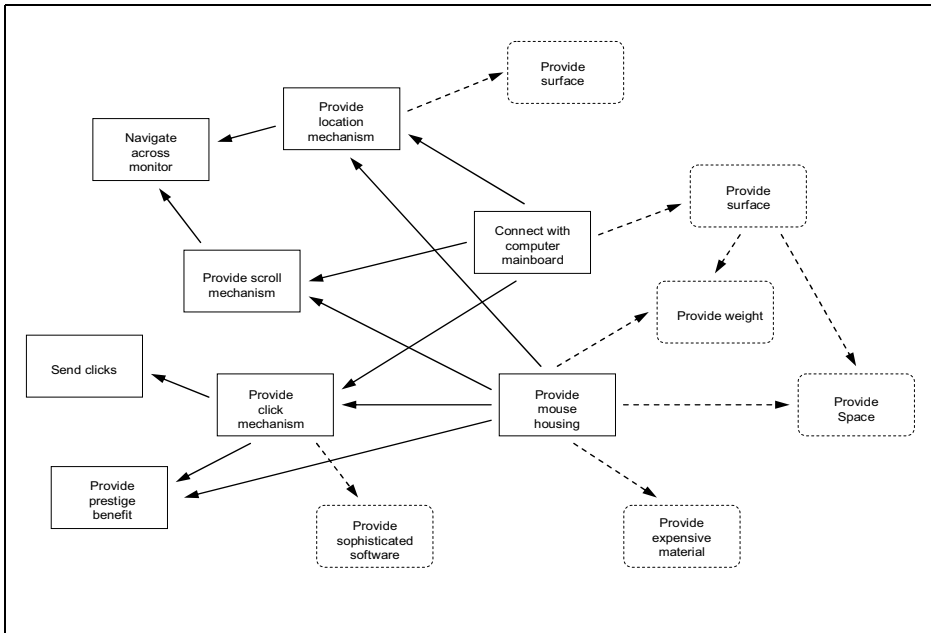 Provide
surface
Provide
location
mechanism
Navigate
across
monitor
Provide
surface
Connect with
computer
mainboard
Provide scroll
mechanism
Provide weight
Send clicks
Provide
click
mechanism
Provide
mouse
housing
Provide
Space
Provide
prestige
benefit
Provide
sophisticated
software
Provide
expensive
material